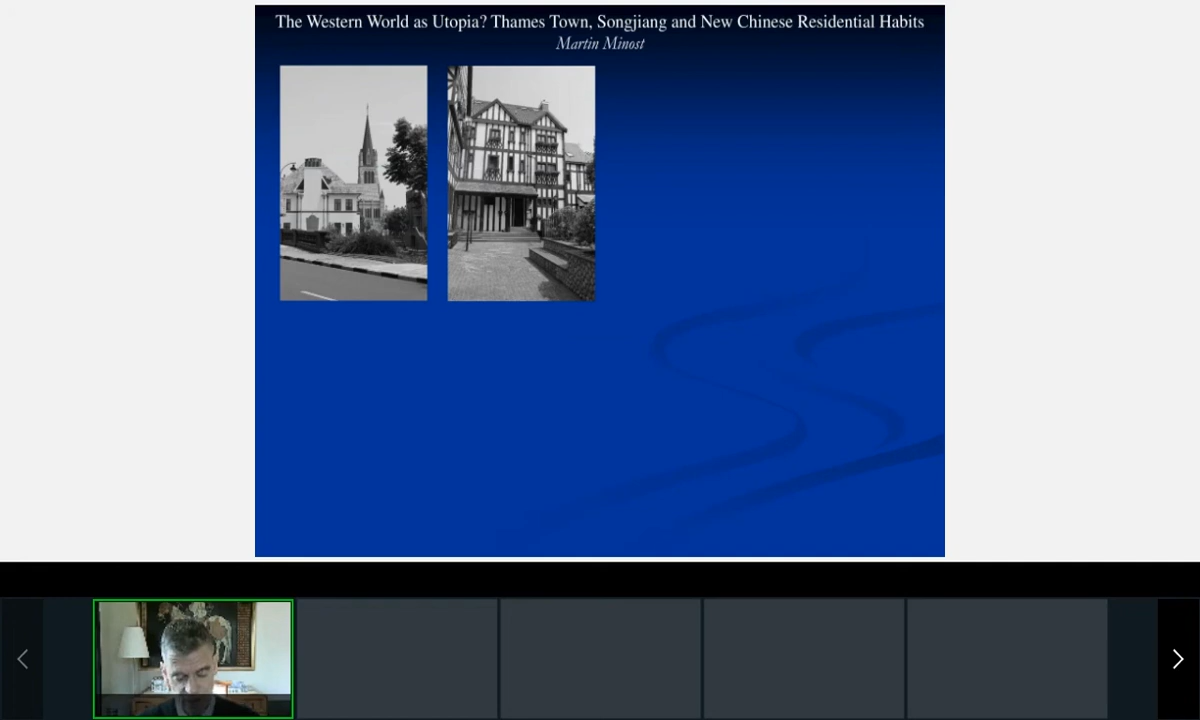 The Western World as Utopia? Thames Town, Songjiang and New Chinese Residential Habits
Martin Minost